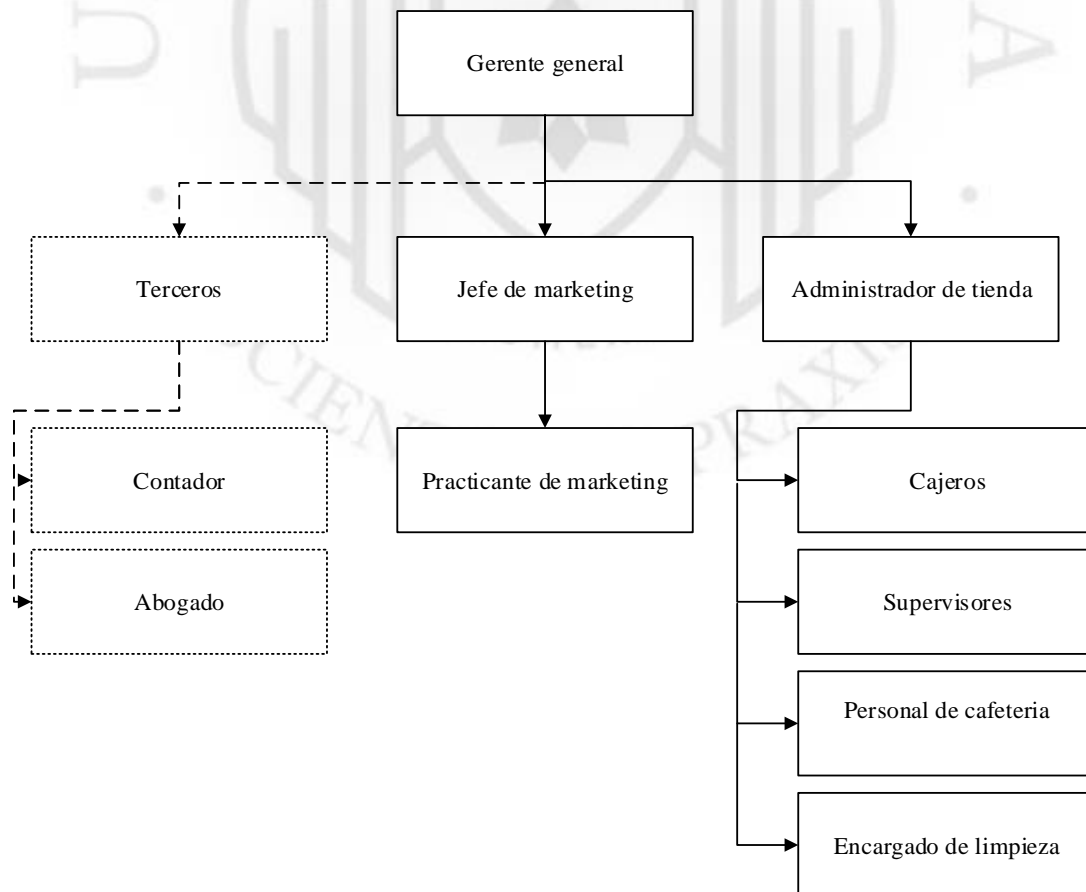 Gerente general
Terceros
Jefe de marketing
Administrador de tienda
Contador
Practicante de marketing
Cajeros
Abogado
Supervisores
Personal de cafeteria
Encargado de limpieza